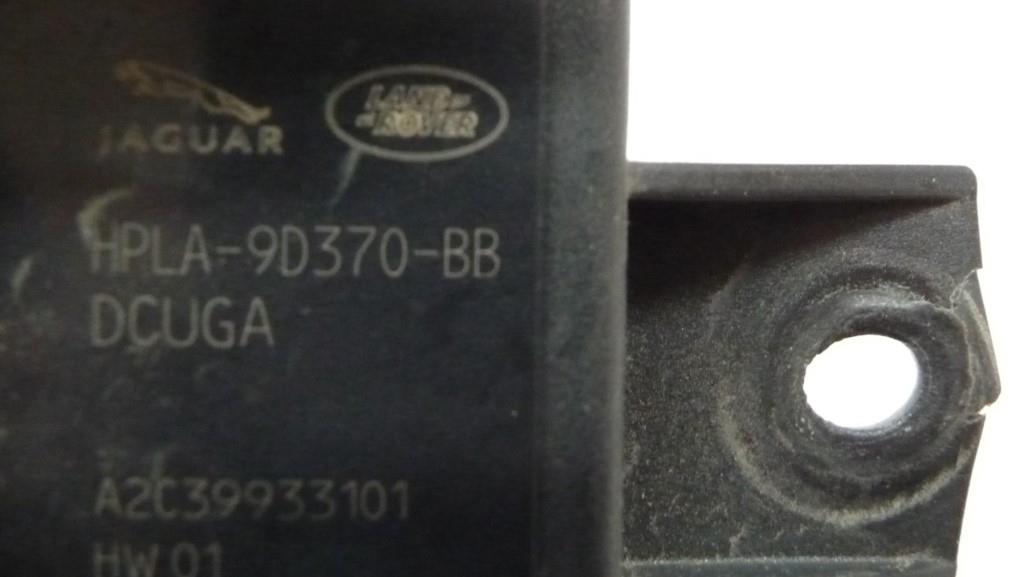 JAGUAR
LAND ROVER
HPLA-9D370-BB
DCUGA
A2C39933101
HW 01